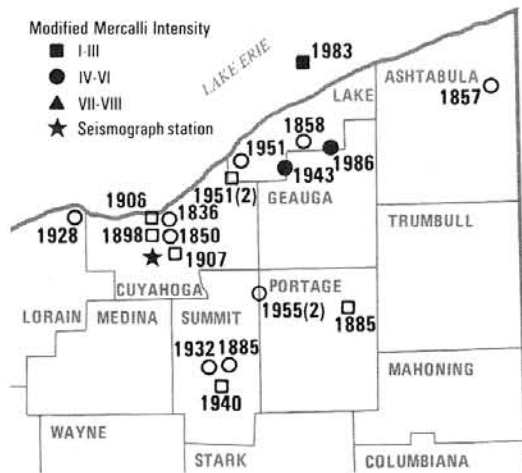 Modified Mercalli Intensity
I-III
IV-VI
VII-VIII
Seismograph station
LAKE ERIE
1983
LAKE
ASHTABULA
1857
1858
1951
1986
1943
1951(2)
GEAUGA
1906
1836
1928
1898
1850
1907
TRUMBULL
CUYAHOGA
PORTAGE
1955(2)
1885
LORAIN
MEDINA
SUMMIT
1932
1885
1940
MAHONING
WAYNE
STARK
COLUMBIANA